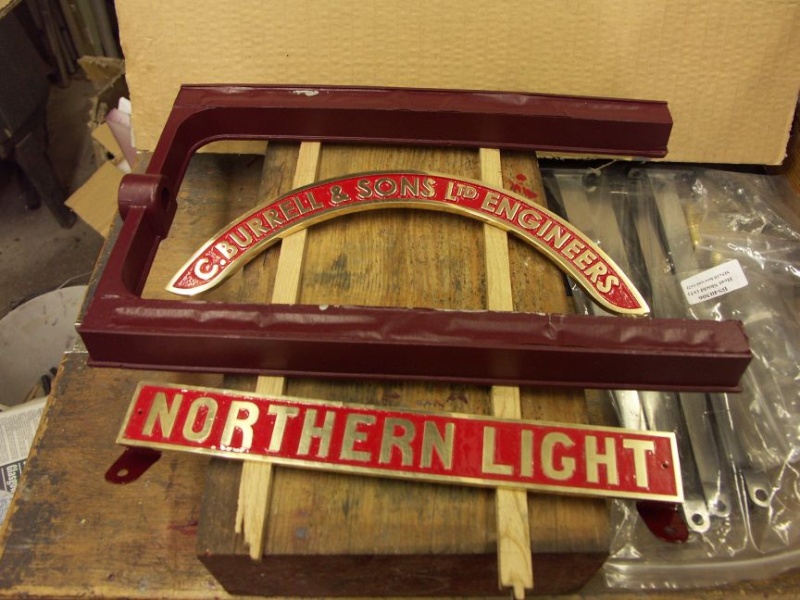 C. BURRELL & SONS LTD ENGINEERS
NORTHERN LIGHT